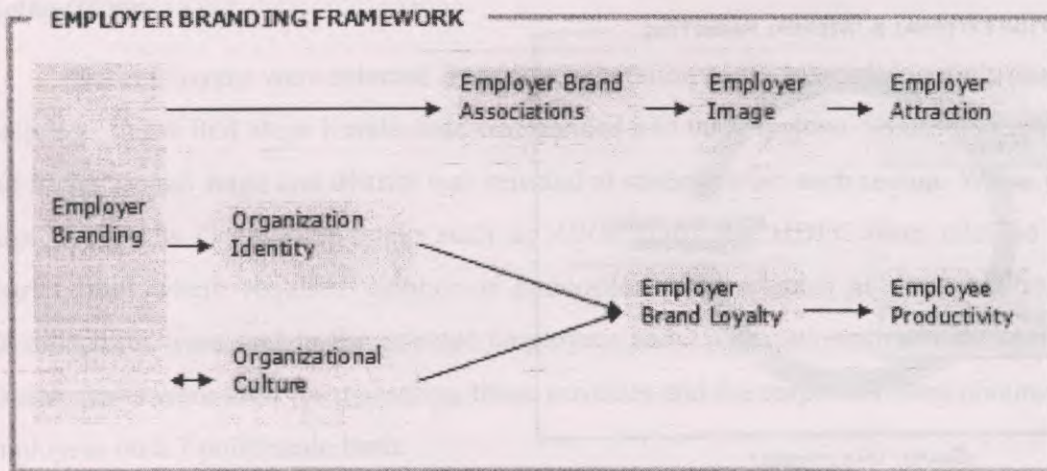 EMPLOYER BRANDING FRAMEWORK
Employer Brand
Associations
Employer
Image
Employer
Attraction
Employer
Branding
Organization
Identity
Employer
Brand Loyalty
Employee
Productivity
Organizational
Culture